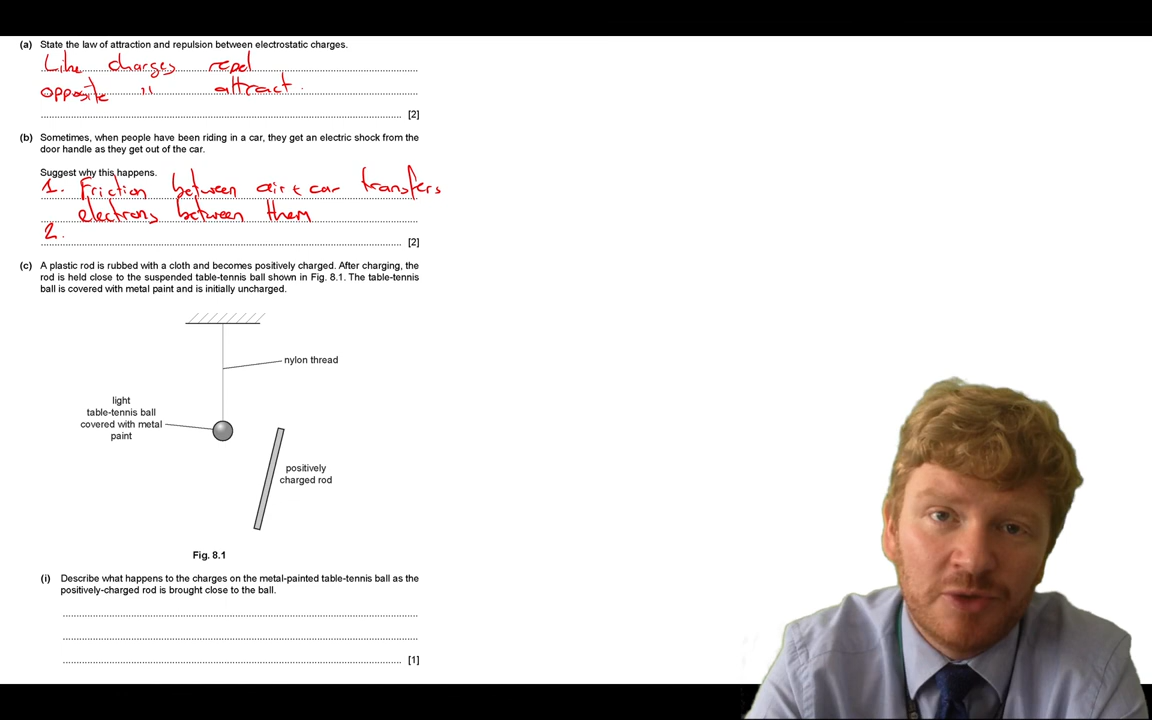 (a) State the law of attraction and repulsion between electrostatic charges.
Like charges repel
opposite " attract.
[2]
(b) Sometimes, when people have been riding in a car, they get an electric shock from the
door handle as they get out of the car.
Suggest why this happens.
1. Friction between air + car transfers
electrons between them
2.
[2]
(c) A plastic rod is rubbed with a cloth and becomes positively charged. After charging, the
rod is held close to the suspended table-tennis ball shown in Fig. 8.1. The table-tennis
ball is covered with metal paint and is initially uncharged.
nylon thread
light
table-tennis ball
covered with metal
paint
positively
charged rod
Fig. 8.1
(i) Describe what happens to the charges on the metal-painted table-tennis ball as the
positively-charged rod is brought close to the ball.
[1]